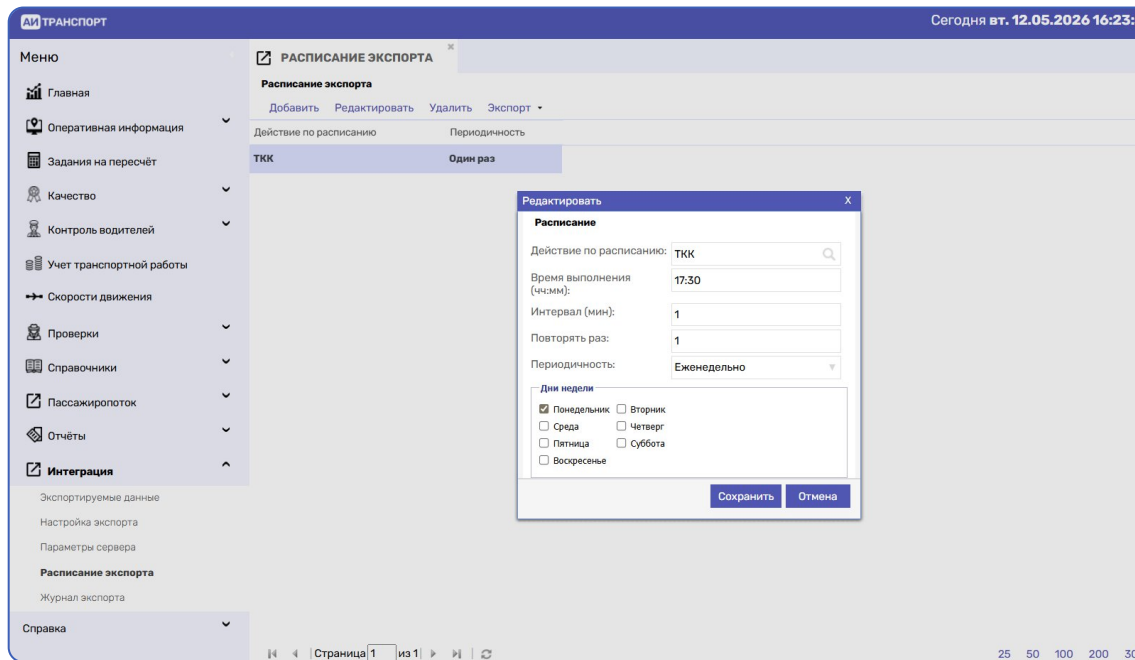 АИ ТРАНСПОРТ
Сегодня вт. 12.05.2026 16:23:
Меню
РАСПИСАНИЕ ЭКСПОРТА
Расписание экспорта
Главная
Добавить Редактировать Удалить Экспорт
Оперативная информация
Действие по расписанию Периодичность
Задания на пересчёт
ТКК Один раз
Качество
Контроль водителей
Учет транспортной работы
Скорости движения
Проверки
Справочники
Пассажиропоток
Отчёты
Интеграция
Экспортируемые данные
Настройка экспорта
Параметры сервера
Расписание экспорта
Журнал экспорта
Справка
Редактировать X
Расписание
Действие по расписанию: ТКК
Время выполнения
(чч:мм): 17:30
Интервал (мин): 1
Повторять раз: 1
Периодичность: Еженедельно
Дни недели
Понедельник Вторник
Среда Четверг
Пятница Суббота
Воскресенье
Сохранить Отмена
Страница 1 из 1
25 50 100 200 30